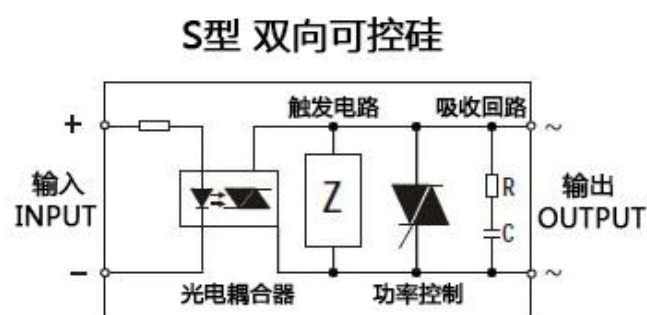 S型 双向可控硅
触发电路
吸收回路
+
~
输入
INPUT
Z
R
输出
OUTPUT
C
-
~
光电耦合器
功率控制